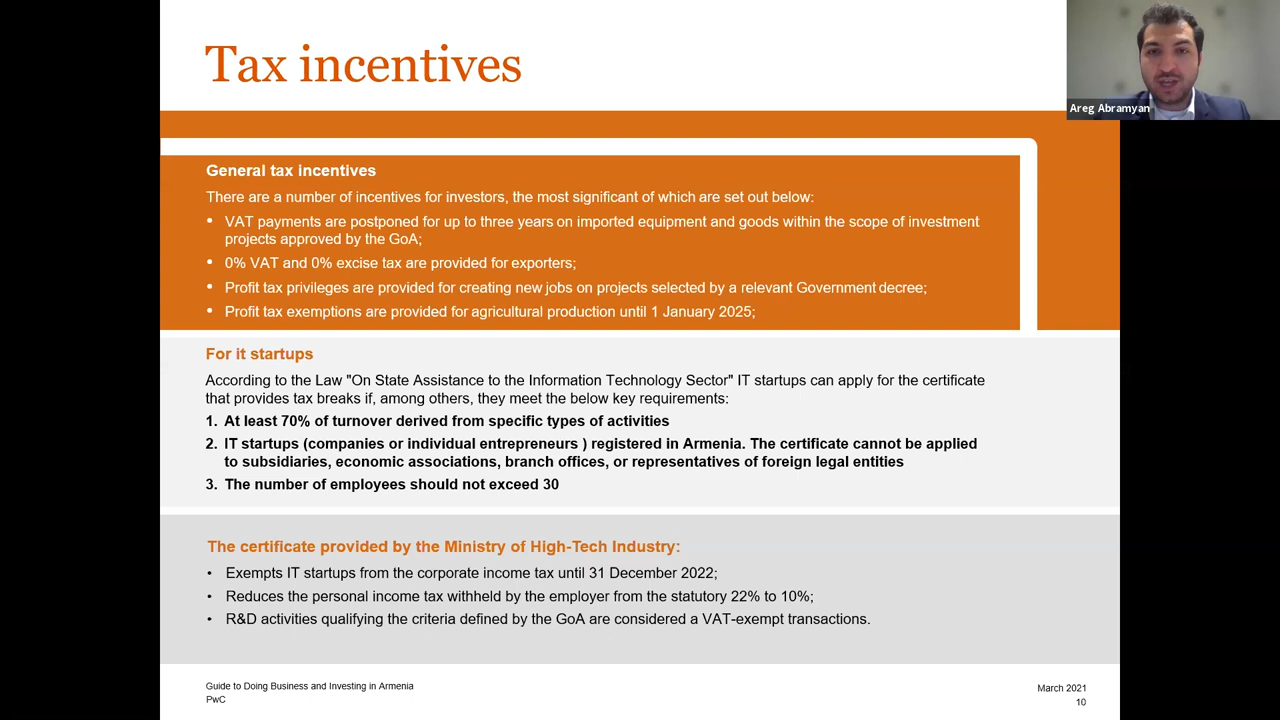 Tax incentives
Areg Abramyan
General tax incentives
There are a number of incentives for investors, the most significant of which are set out below:
• VAT payments are postponed for up to three years on imported equipment and goods within the scope of investment
projects approved by the GoA;
• 0% VAT and 0% excise tax are provided for exporters;
• Profit tax privileges are provided for creating new jobs on projects selected by a relevant Government decree;
• Profit tax exemptions are provided for agricultural production until 1 January 2025;
For it startups
According to the Law "On State Assistance to the Information Technology Sector" IT startups can apply for the certificate
that provides tax breaks if, among others, they meet the below key requirements:
1. At least 70% of turnover derived from specific types of activities
2. IT startups (companies or individual entrepreneurs ) registered in Armenia. The certificate cannot be applied
to subsidiaries, economic associations, branch offices, or representatives of foreign legal entities
3. The number of employees should not exceed 30
The certificate provided by the Ministry of High-Tech Industry:
• Exempts IT startups from the corporate income tax until 31 December 2022;
• Reduces the personal income tax withheld by the employer from the statutory 22% to 10%;
• R&D activities qualifying the criteria defined by the GoA are considered a VAT-exempt transactions.
Guide to Doing Business and Investing in Armenia
PwC
March 2021
10